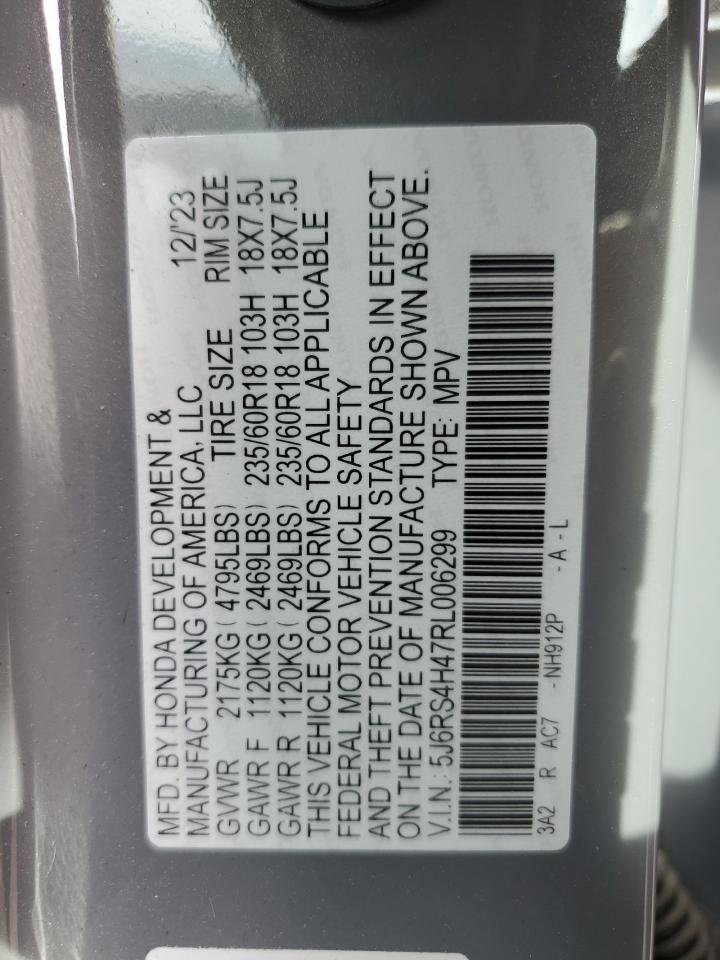 MFD. BY HONDA DEVELOPMENT & 12/'23
MANUFACTURING OF AMERICA, LLC
GVWR 2175KG ( 4795LBS) TIRE SIZE RIM SIZE
GAWR F 1120KG ( 2469LBS) 235/60R18 103H 18X7.5J
GAWR R 1120KG ( 2469LBS) 235/60R18 103H 18X7.5J
THIS VEHICLE CONFORMS TO ALL APPLICABLE
FEDERAL MOTOR VEHICLE SAFETY
AND THEFT PREVENTION STANDARDS IN EFFECT
ON THE DATE OF MANUFACTURE SHOWN ABOVE.
V.I.N.: 5J6RS4H47RL006299 TYPE: MPV
3A2 R AC7 - NH912P - A - L